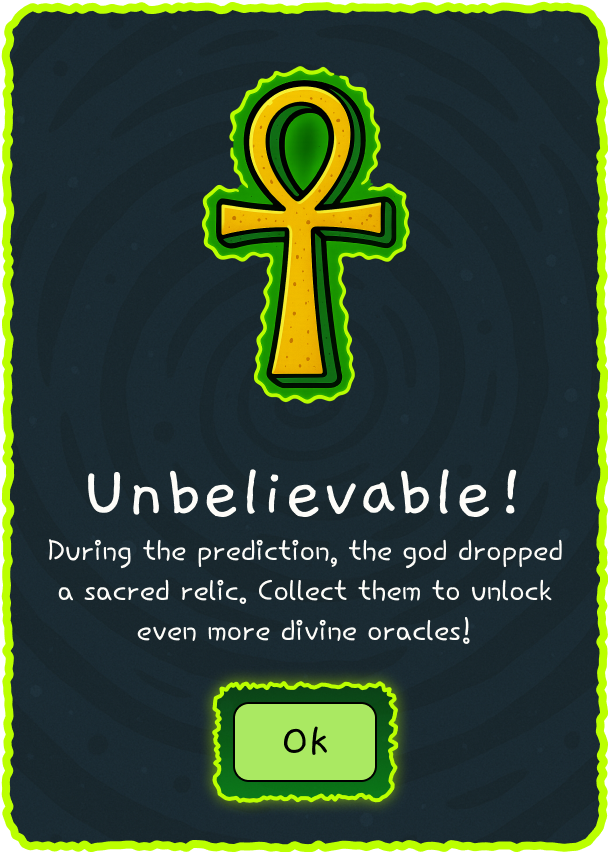 Unbelievable!
During the prediction, the god dropped
a sacred relic. Collect them to unlock
even more divine oracles!
Ok